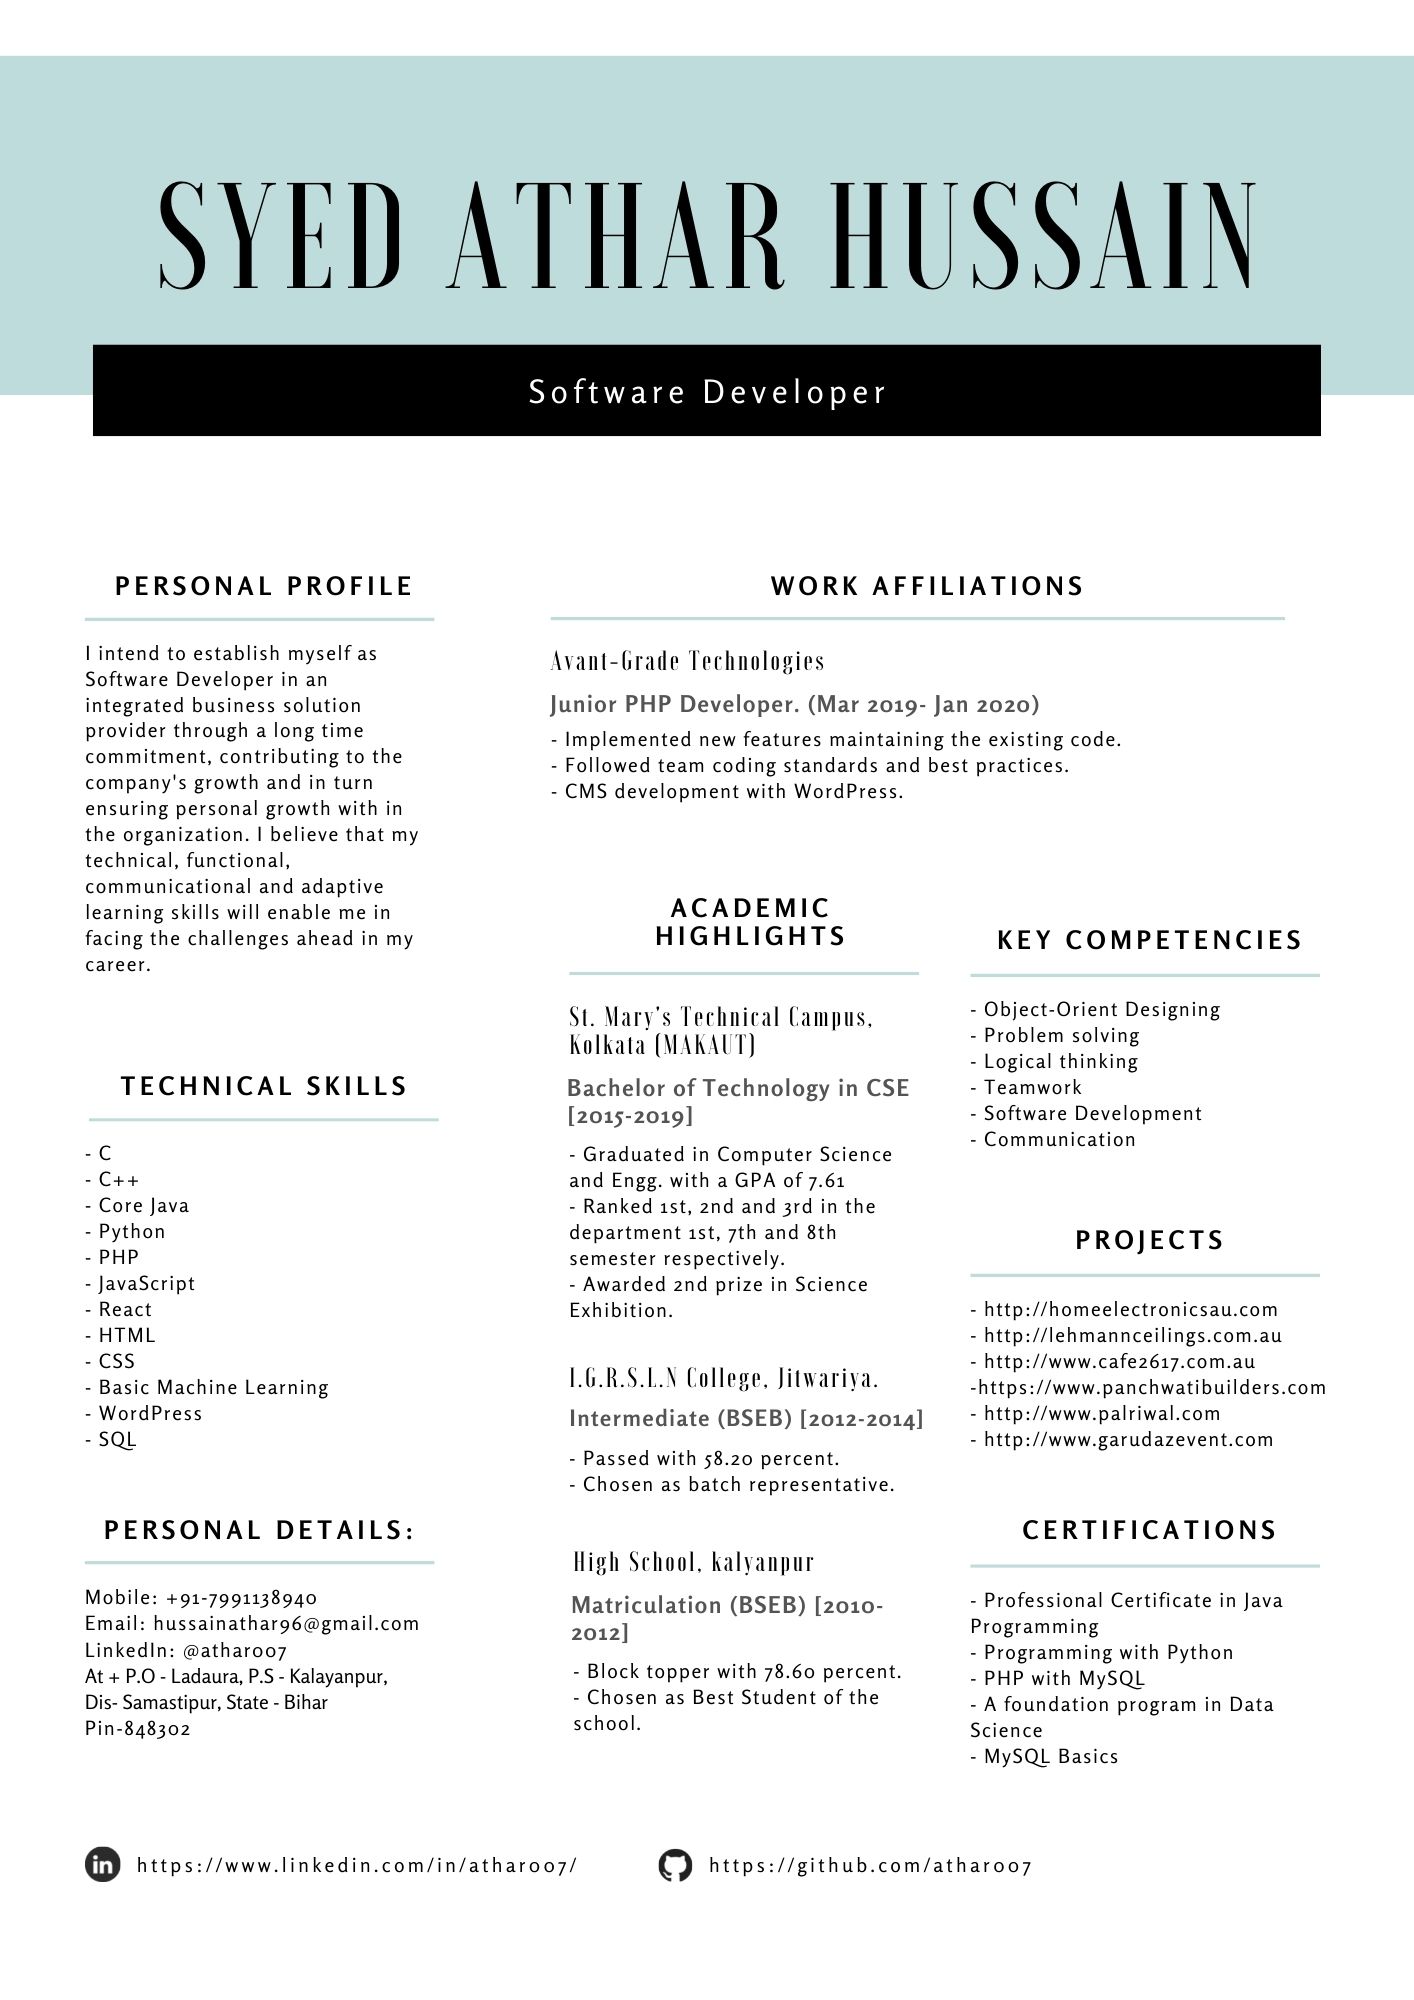 SYED ATHAR HUSSAIN
Software Developer
PERSONAL PROFILE
I intend to establish myself as
Software Developer in an
integrated business solution
provider through a long time
commitment, contributing to the
company's growth and in turn
ensuring personal growth with in
the organization. I believe that my
technical, functional,
communicational and adaptive
learning skills will enable me in
facing the challenges ahead in my
career.
TECHNICAL SKILLS
- C
- C++
- Core Java
- Python
- PHP
- JavaScript
- React
- HTML
- CSS
- Basic Machine Learning
- WordPress
- SQL
PERSONAL DETAILS:
Mobile: +91-7991138940
Email: hussainathar96@gmail.com
LinkedIn: @athar007
At + P.O - Ladaura, P.S - Kalayanpur,
Dis- Samastipur, State - Bihar
Pin-848302
WORK AFFILIATIONS
Avant-Grade Technologies
Junior PHP Developer. (Mar 2019- Jan 2020)
- Implemented new features maintaining the existing code.
- Followed team coding standards and best practices.
- CMS development with WordPress.
ACADEMIC
HIGHLIGHTS
St. Mary's Technical Campus,
Kolkata (MAKAUT)
Bachelor of Technology in CSE
[2015-2019]
- Graduated in Computer Science
and Engg. with a GPA of 7.61
- Ranked 1st, 2nd and 3rd in the
department 1st, 7th and 8th
semester respectively.
- Awarded 2nd prize in Science
Exhibition.
I.G.R.S.L.N College, Jitwariya.
Intermediate (BSEB) [2012-2014]
- Passed with 58.20 percent.
- Chosen as batch representative.
High School, kalyanpur
Matriculation (BSEB) [2010-
2012]
- Block topper with 78.60 percent.
- Chosen as Best Student of the
school.
KEY COMPETENCIES
- Object-Orient Designing
- Problem solving
- Logical thinking
- Teamwork
- Software Development
- Communication
PROJECTS
- http://homeelectronicsau.com
- http://lehmannceilings.com.au
- http://www.cafe2617.com.au
-https://www.panchwatibuilders.com
- http://www.palriwal.com
- http://www.garudazevent.com
CERTIFICATIONS
- Professional Certificate in Java
Programming
- Programming with Python
- PHP with MySQL
- A foundation program in Data
Science
- MySQL Basics
https://www.linkedin.com/in/athar007/
https://github.com/athar007